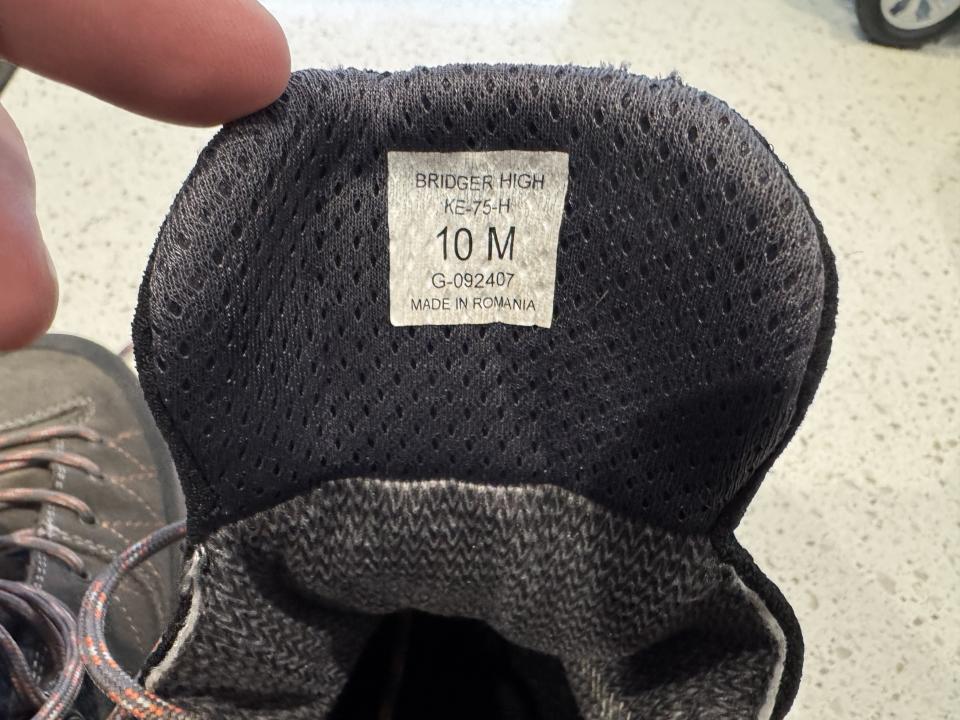 BRIDGER HIGH
KE-75-H
10 M
G-092407
MADE IN ROMANIA